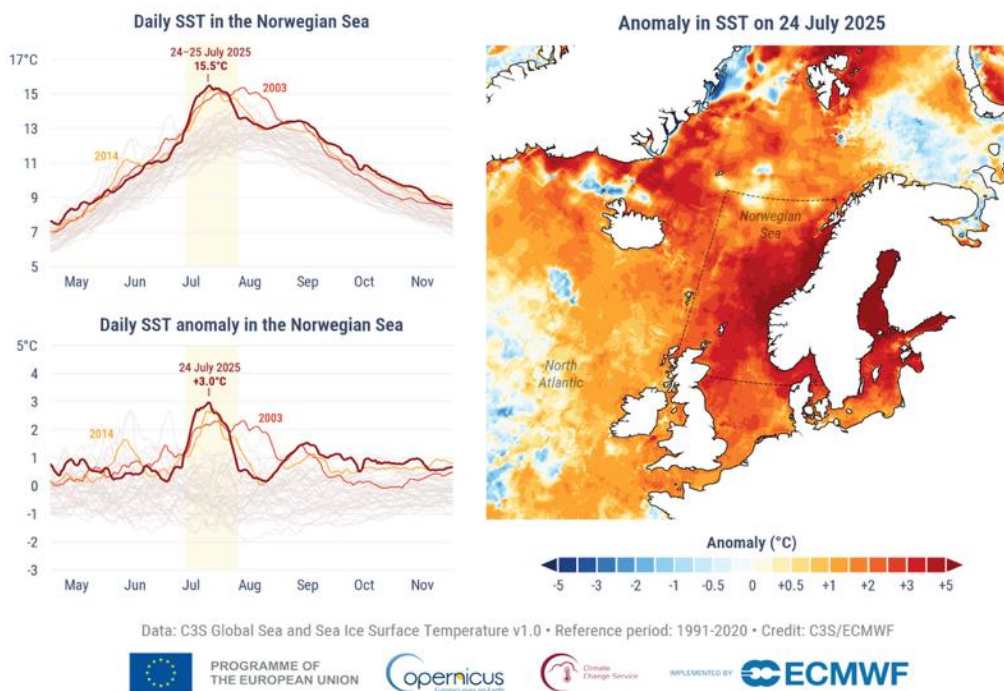 Daily SST in the Norwegian Sea
17°C
15
13
11
9
7
5
24–25 July 2025
15.5°C
2003
2014
May Jun Jul Aug Sep Oct Nov
Daily SST anomaly in the Norwegian Sea
5°C
4
3
2
1
0
-1
-2
-3
24 July 2025
+3.0°C
2003
2014
May Jun Jul Aug Sep Oct Nov
Anomaly in SST on 24 July 2025
Norwegian
Sea
North
Atlantic
Anomaly (°C)
-5 -3 -2 -1 -0.5 0 +0.5 +1 +2 +3 +5
Data: C3S Global Sea and Sea Ice Surface Temperature v1.0 • Reference period: 1991-2020 • Credit: C3S/ECMWF
PROGRAMME OF
THE EUROPEAN UNION
opernicus
Climate
Change Service
IMPLEMENTED BY
ECMWF